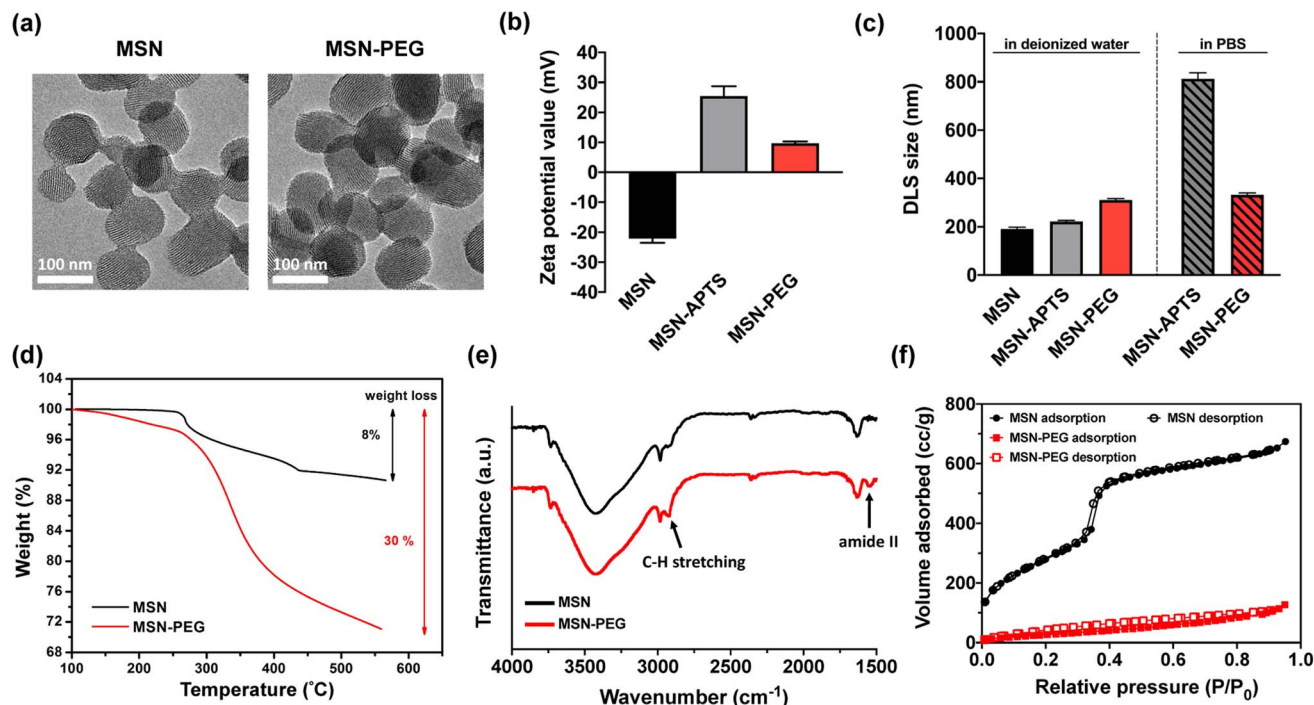 (a)
MSN
MSN-PEG
100 nm
100 nm
(b)
Zeta potential value (mV)
40
30
20
10
0
-10
-20
-30
-40
MSN
MSN-APTS
MSN-PEG
(c)
in deionized water
in PBS
DLS size (nm)
1000
800
600
400
200
0
MSN
MSN-APTS
MSN-PEG
MSN-APTS
MSN-PEG
(d)
Weight (%)
104
100
96
92
88
84
80
76
72
68
weight loss
8%
30 %
MSN
MSN-PEG
100 200 300 400 500 600
Temperature (°C)
(e)
Transmittance (a.u.)
C-H stretching
amide II
MSN
MSN-PEG
4000 3500 3000 2500 2000 1500
Wavenumber (cm⁻¹)
(f)
Volume adsorbed (cc/g)
800
600
400
200
0
MSN adsorption
MSN desorption
MSN-PEG adsorption
MSN-PEG desorption
0.0 0.2 0.4 0.6 0.8 1.0
Relative pressure (P/P₀)